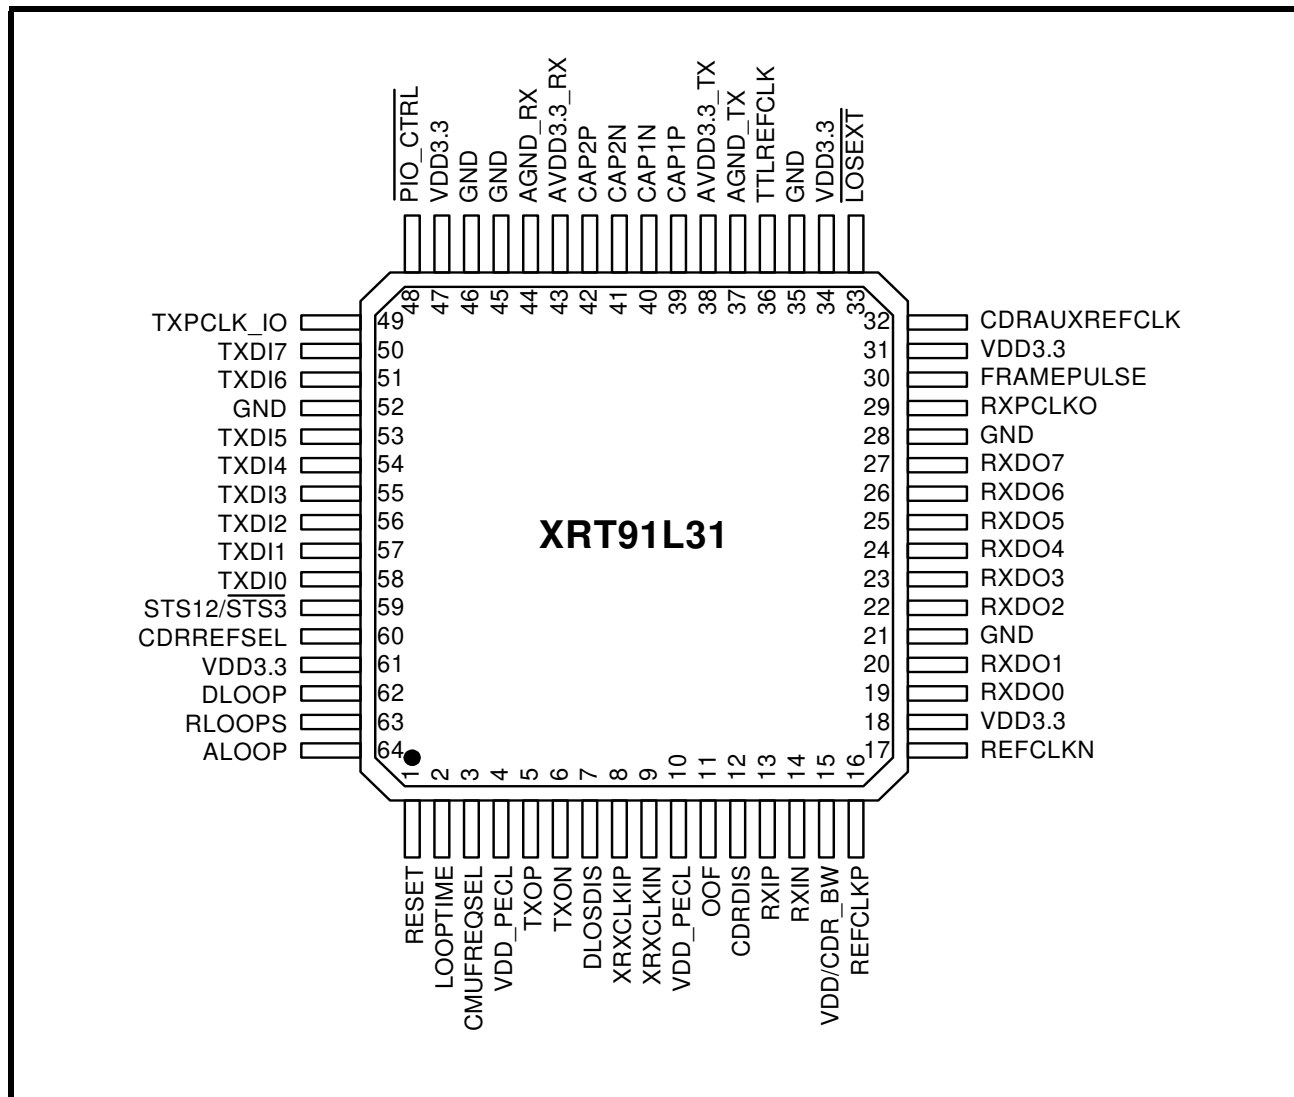 PIO_CTRL
VDD3.3
GND
GND
AGND_RX
AVDD3.3_RX
CAP2P
CAP2N
CAP1N
CAP1P
AVDD3.3_TX
AGND_TX
TTLREFCLK
GND
VDD3.3
LOSEXT
48 47 46 45 44 43 42 41 40 39 38 37 36 35 34 33
TXPCLK_IO 49
TXDI7 50
TXDI6 51
GND 52
TXDI5 53
TXDI4 54
TXDI3 55
TXDI2 56
TXDI1 57
TXDI0 58
STS12/STS3 59
CDRREFSEL 60
VDD3.3 61
DLOOP 62
RLOOPS 63
ALOOP 64
XRT91L31
32 CDRAUXREFCLK
31 VDD3.3
30 FRAMEPULSE
29 RXPCLKO
28 GND
27 RXDO7
26 RXDO6
25 RXDO5
24 RXDO4
23 RXDO3
22 RXDO2
21 GND
20 RXDO1
19 RXDO0
18 VDD3.3
17 REFCLKN
1 2 3 4 5 6 7 8 9 10 11 12 13 14 15 16
RESET
LOOPTIME
CMUFREQSEL
VDD_PECL
TXOP
TXON
DLOSDIS
XRXCLKIP
XRXCLKIN
VDD_PECL
OOF
CDRDIS
RXIP
RXIN
VDD/CDR_BW
REFCLKP